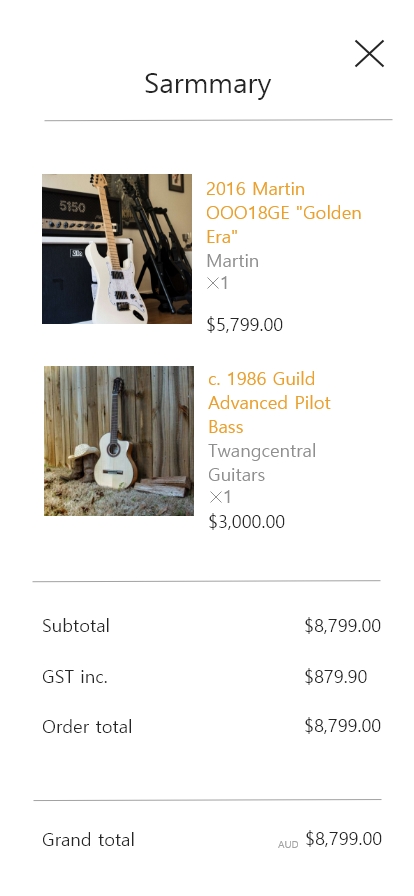 Sarmmary
5150
2016 Martin
OOO18GE "Golden
Era"
Martin
×1
$5,799.00
c. 1986 Guild
Advanced Pilot
Bass
Twangcentral
Guitars
×1
$3,000.00
Subtotal $8,799.00
GST inc. $879.90
Order total $8,799.00
Grand total AUD $8,799.00